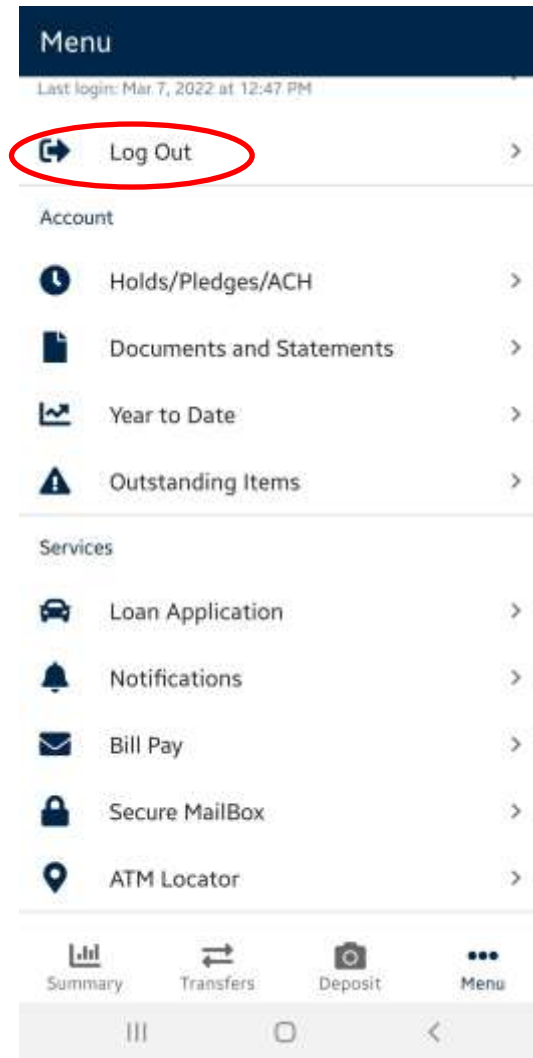 Menu
Last login: Mar 7, 2022 at 12:47 PM
Log Out
Account
Holds/Pledges/ACH
Documents and Statements
Year to Date
Outstanding Items
Services
Loan Application
Notifications
Bill Pay
Secure MailBox
ATM Locator
Summary Transfers Deposit Menu